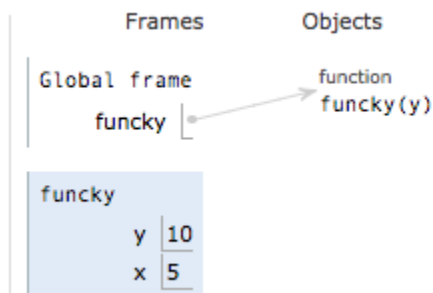 Frames Objects
Global frame
funcky
function
funcky(y)
funcky
y 10
x 5